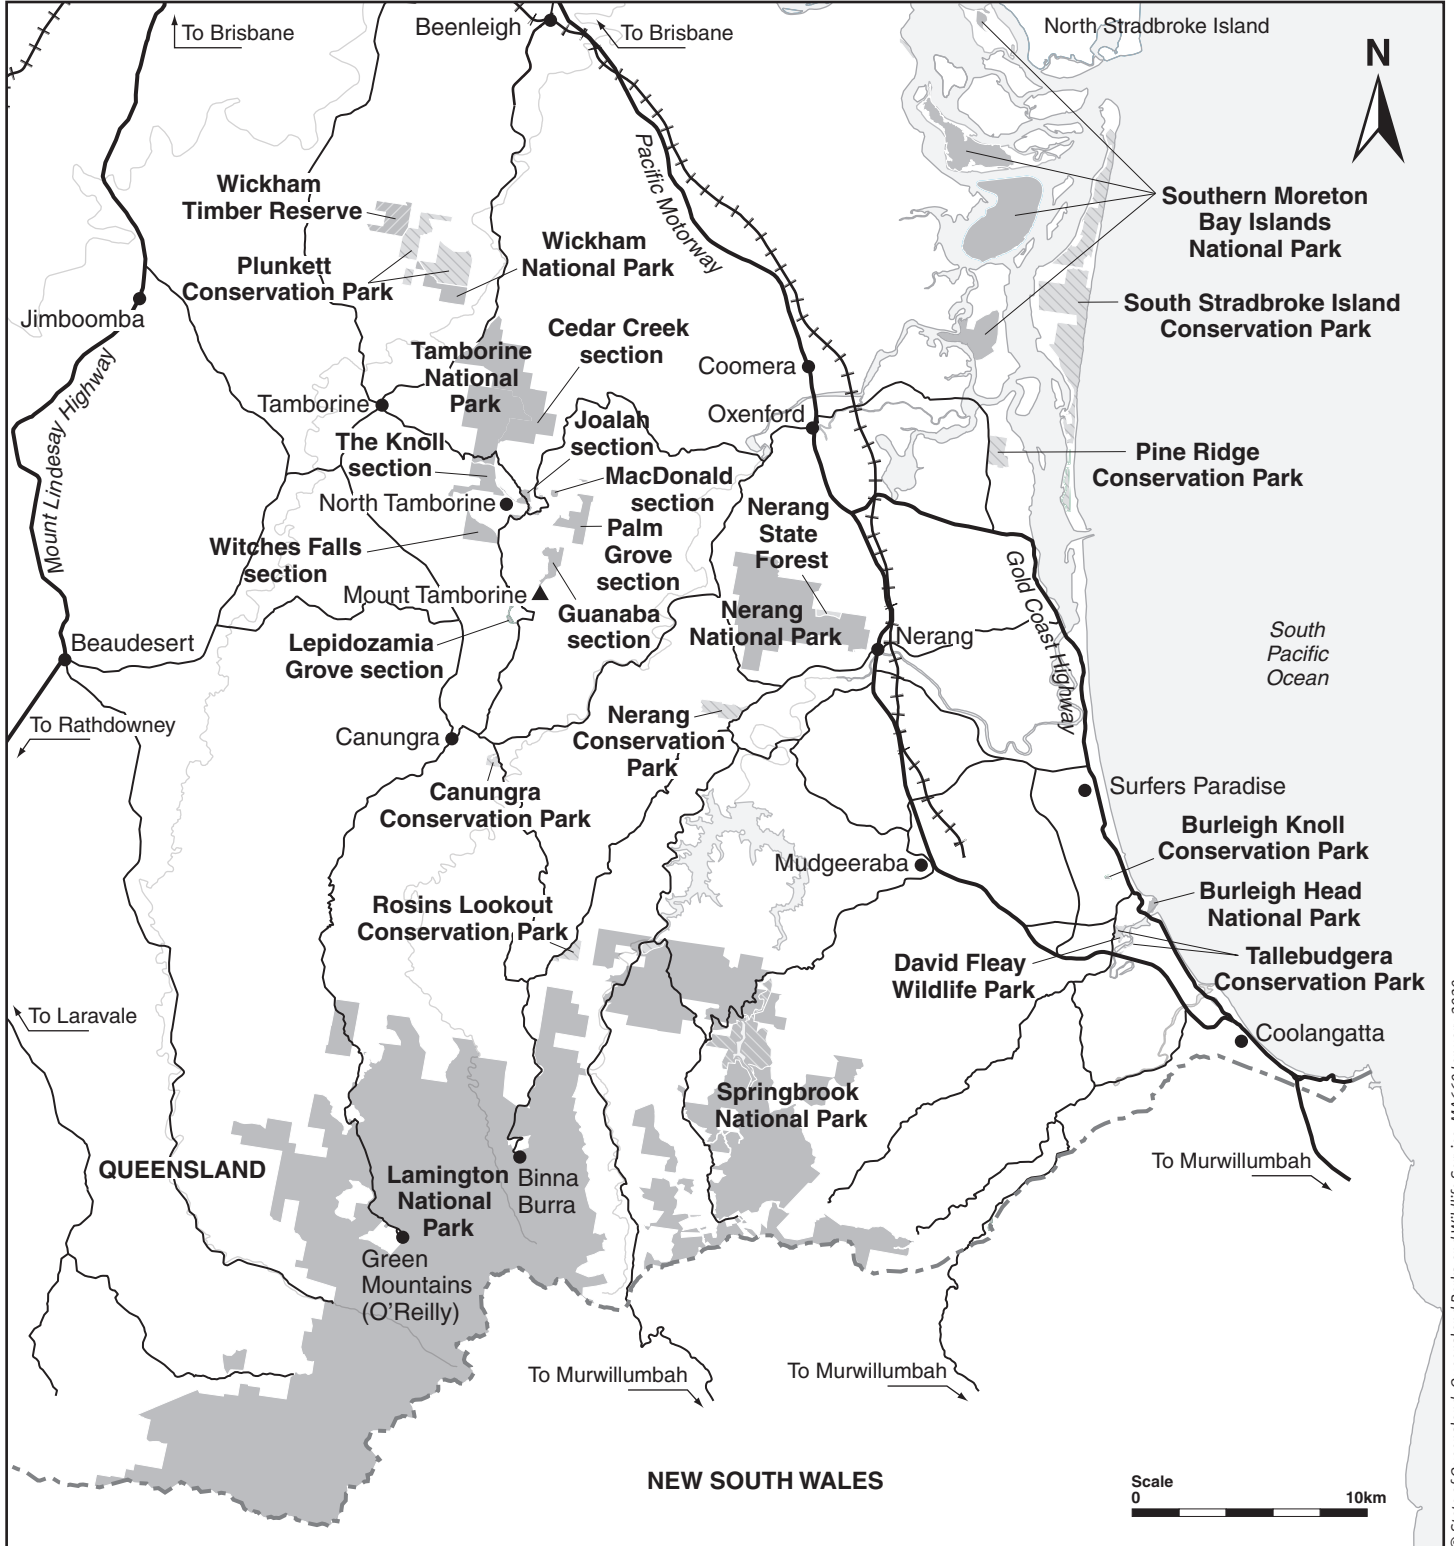 To Brisbane
Beenleigh
To Brisbane
North Stradbroke Island
N
Pacific Motorway
Wickham
Timber Reserve
Southern Moreton
Bay Islands
National Park
Wickham
National Park
Plunkett
Conservation Park
South Stradbroke Island
Conservation Park
Jimboomba
Cedar Creek
section
Tamborine
National
Park
Coomera
Mount Lindesay Highway
Tamborine
Oxenford
Joalah
section
The Knoll
section
Pine Ridge
Conservation Park
MacDonald
section
North Tamborine
Nerang
State
Forest
Palm
Grove
section
Witches Falls
section
Gold Coast Highway
Mount Tamborine
Guanaba
section
Nerang
National Park
Nerang
South
Pacific
Ocean
Beaudesert
Lepidozamia
Grove section
To Rathdowney
Canungra
Nerang
Conservation
Park
Canungra
Conservation Park
Surfers Paradise
Burleigh Knoll
Conservation Park
Mudgeeraba
Burleigh Head
National Park
Rosins Lookout
Conservation Park
David Fleay
Wildlife Park
Tallebudgera
Conservation Park
To Laravale
Coolangatta
Springbrook
National Park
QUEENSLAND
Lamington
National
Park
Binna
Burra
To Murwillumbah
Green
Mountains
(O’Reilly)
To Murwillumbah
To Murwillumbah
NEW SOUTH WALES
Scale
0 10km